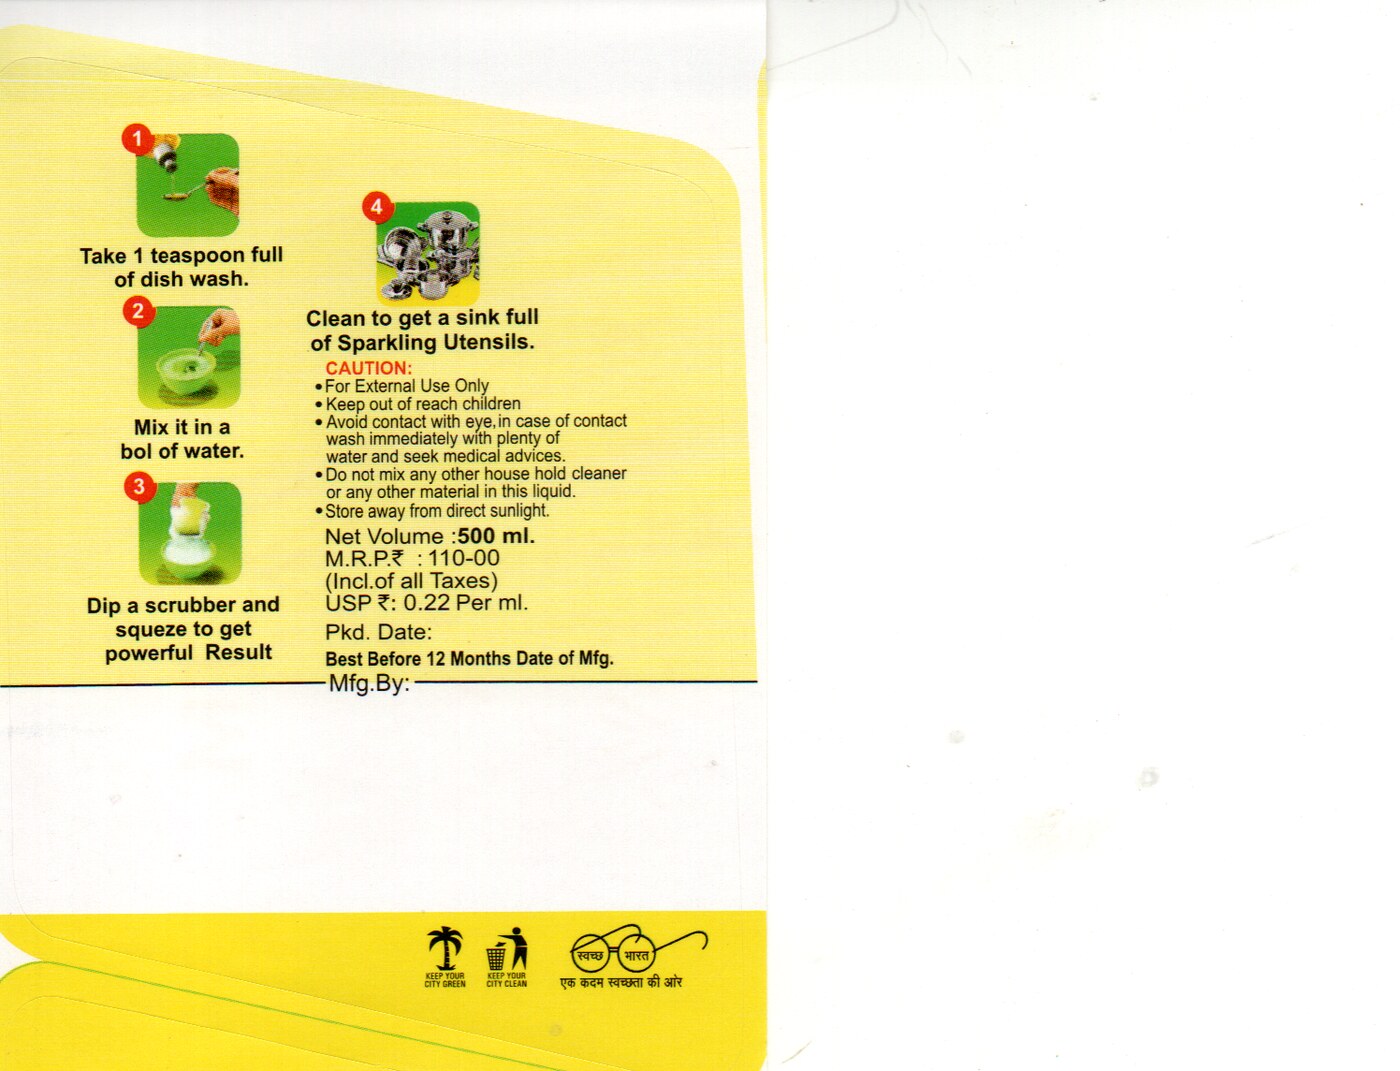 1
Take 1 teaspoon full
of dish wash.
2
Mix it in a
bol of water.
3
Dip a scrubber and
squeze to get
powerful Result
4
Clean to get a sink full
of Sparkling Utensils.
CAUTION:
•For External Use Only
•Keep out of reach children
•Avoid contact with eye,in case of contact
wash immediately with plenty of
water and seek medical advices.
•Do not mix any other house hold cleaner
or any other material in this liquid.
•Store away from direct sunlight.
Net Volume :500 ml.
M.R.P.₹ : 110-00
(Incl.of all Taxes)
USP ₹: 0.22 Per ml.
Pkd. Date:
Best Before 12 Months Date of Mfg.
Mfg.By:
KEEP YOUR
CITY GREEN
KEEP YOUR
CITY CLEAN
स्वच्छ भारत
एक कदम स्वच्छता की आंर